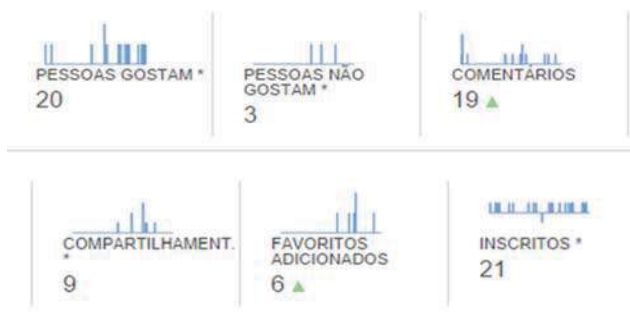 PESSOAS GOSTAM *
20
PESSOAS NÃO
GOSTAM *
3
COMENTÁRIOS
19
COMPARTILHAMENT.
*
9
FAVORITOS
ADICIONADOS
6
INSCRITOS *
21